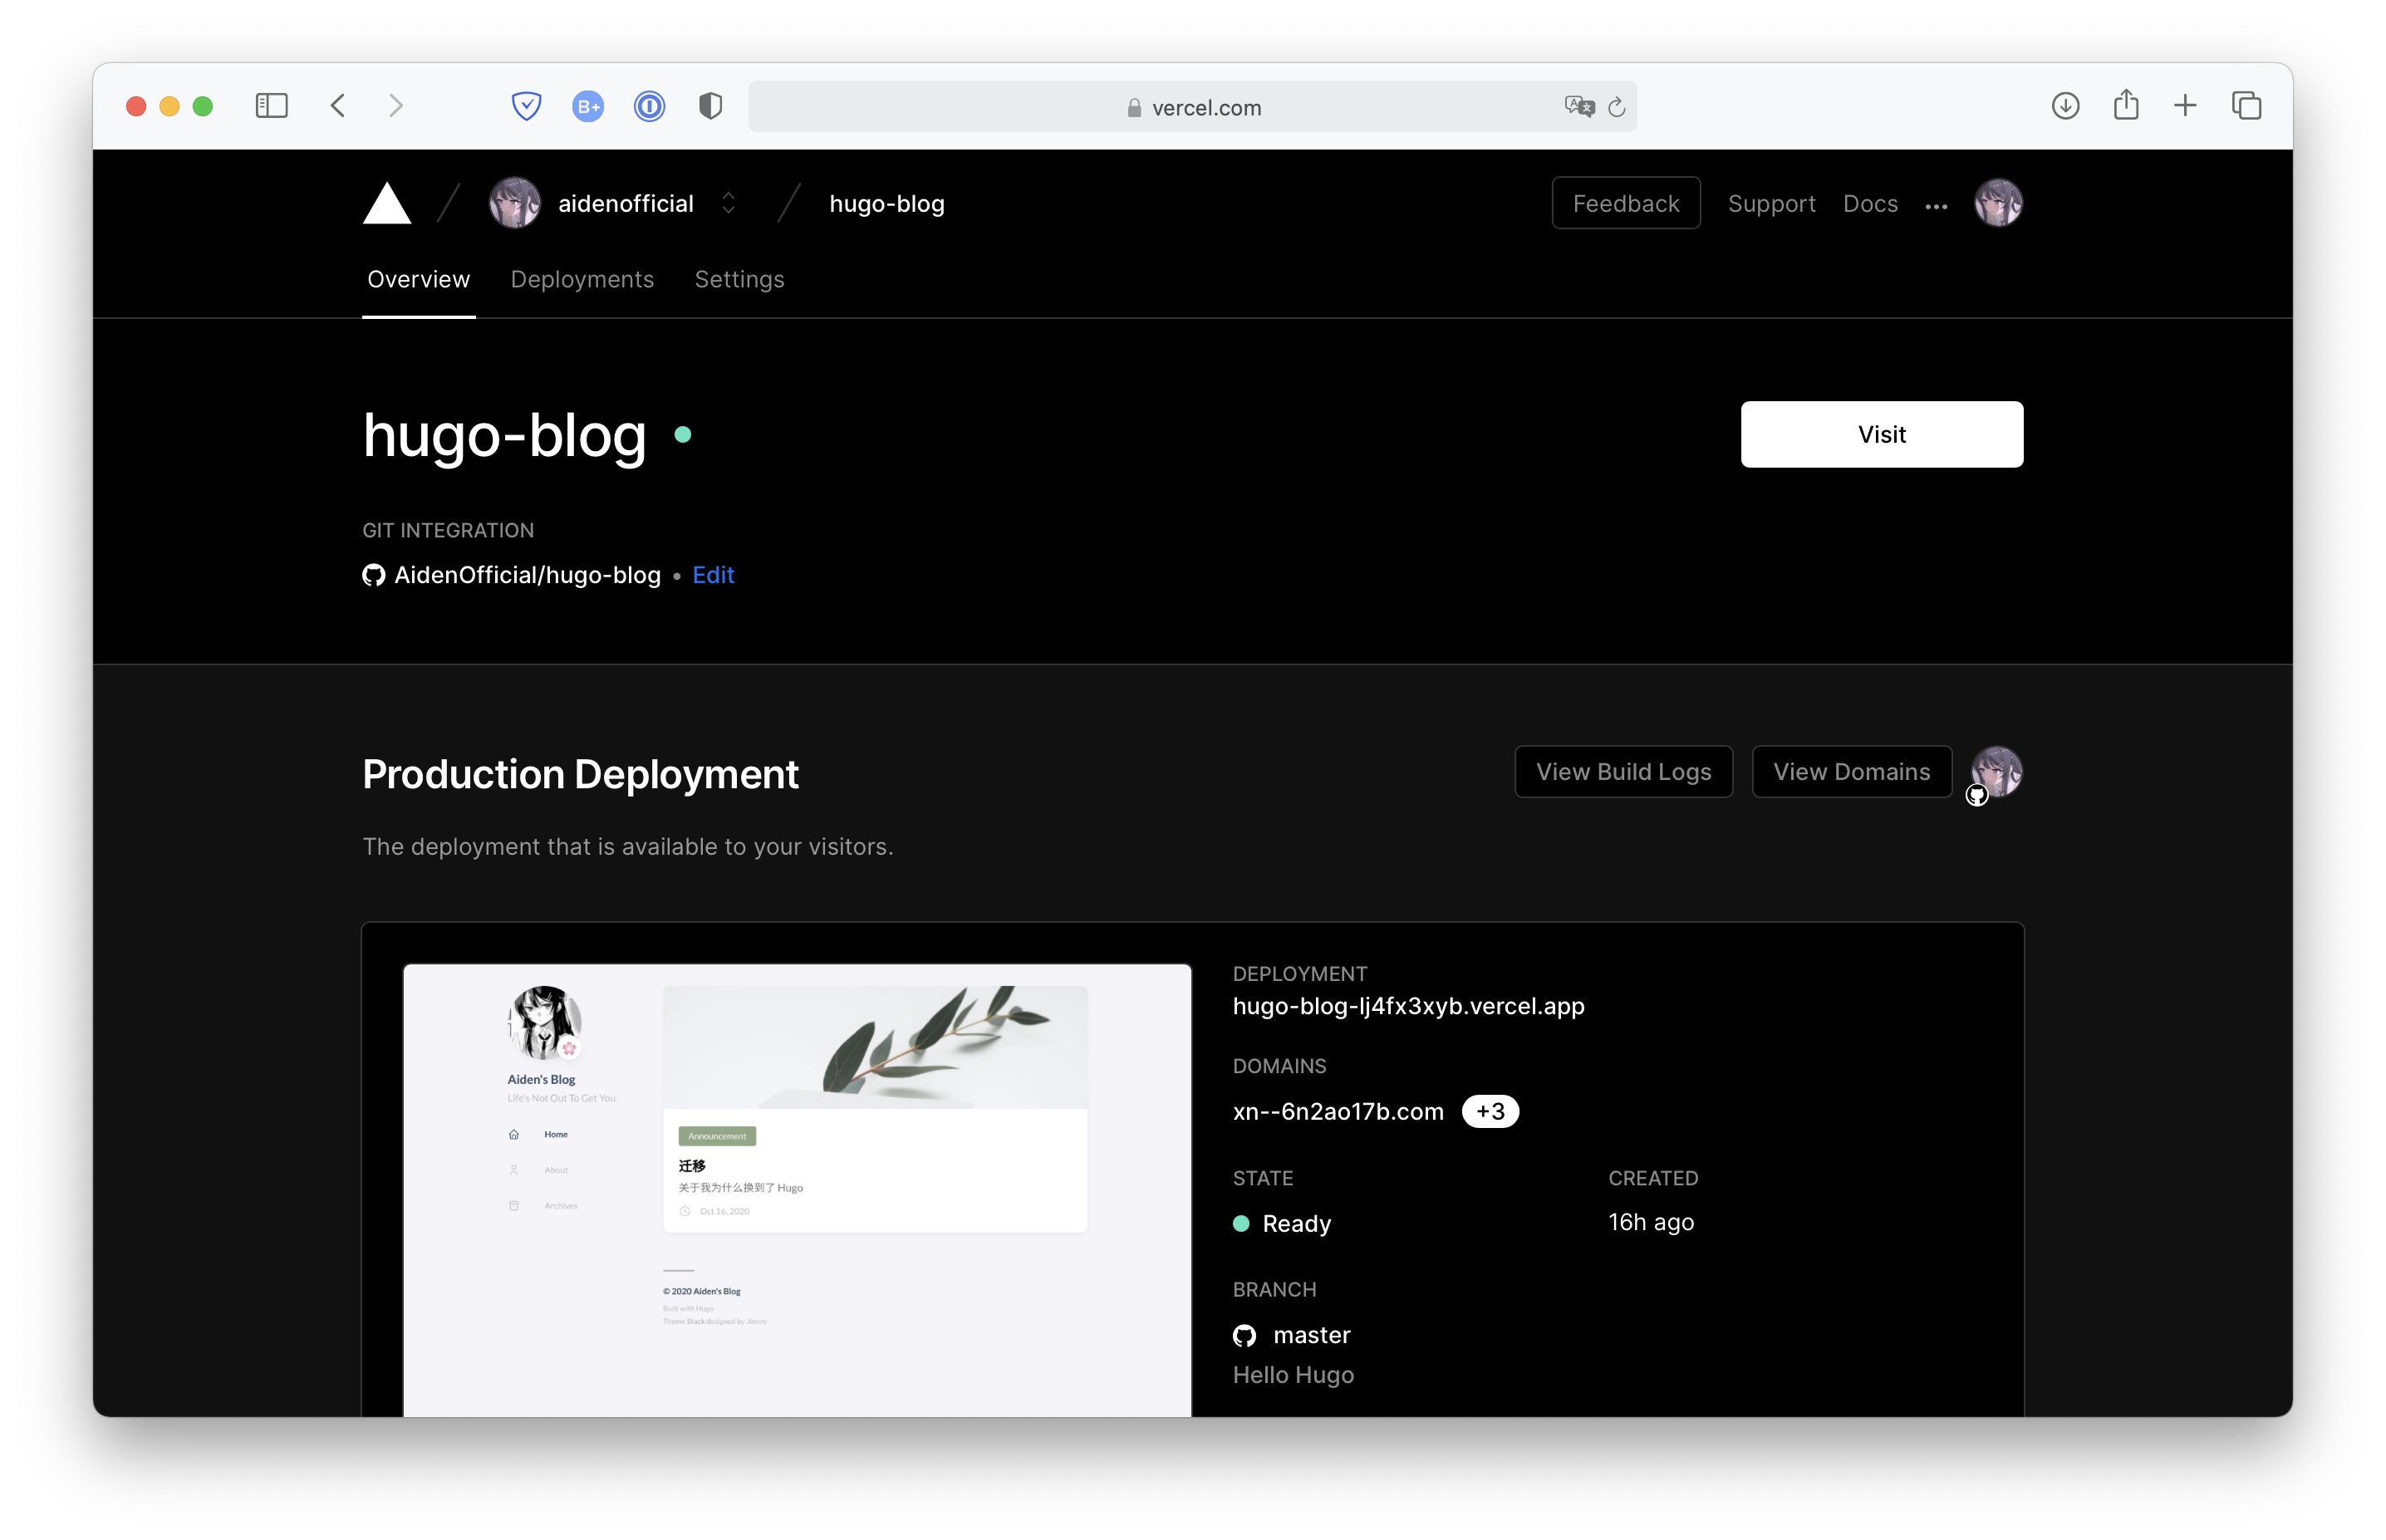 vercel.com
aidenofficial
hugo-blog
Feedback
Support
Docs
Overview
Deployments
Settings
hugo-blog
Visit
GIT INTEGRATION
AidenOfficial/hugo-blog • Edit
Production Deployment
View Build Logs
View Domains
The deployment that is available to your visitors.
Aiden's Blog
Life's Not Out To Get You.
Home
About
Archives
Announcement
迁移
关于我为什么换到了 Hugo
Oct 16, 2020
© 2020 Aiden's Blog
Built with Hugo
Theme Stack designed by Jimmy
DEPLOYMENT
hugo-blog-lj4fx3xyb.vercel.app
DOMAINS
xn--6n2ao17b.com +3
STATE
Ready
CREATED
16h ago
BRANCH
master
Hello Hugo